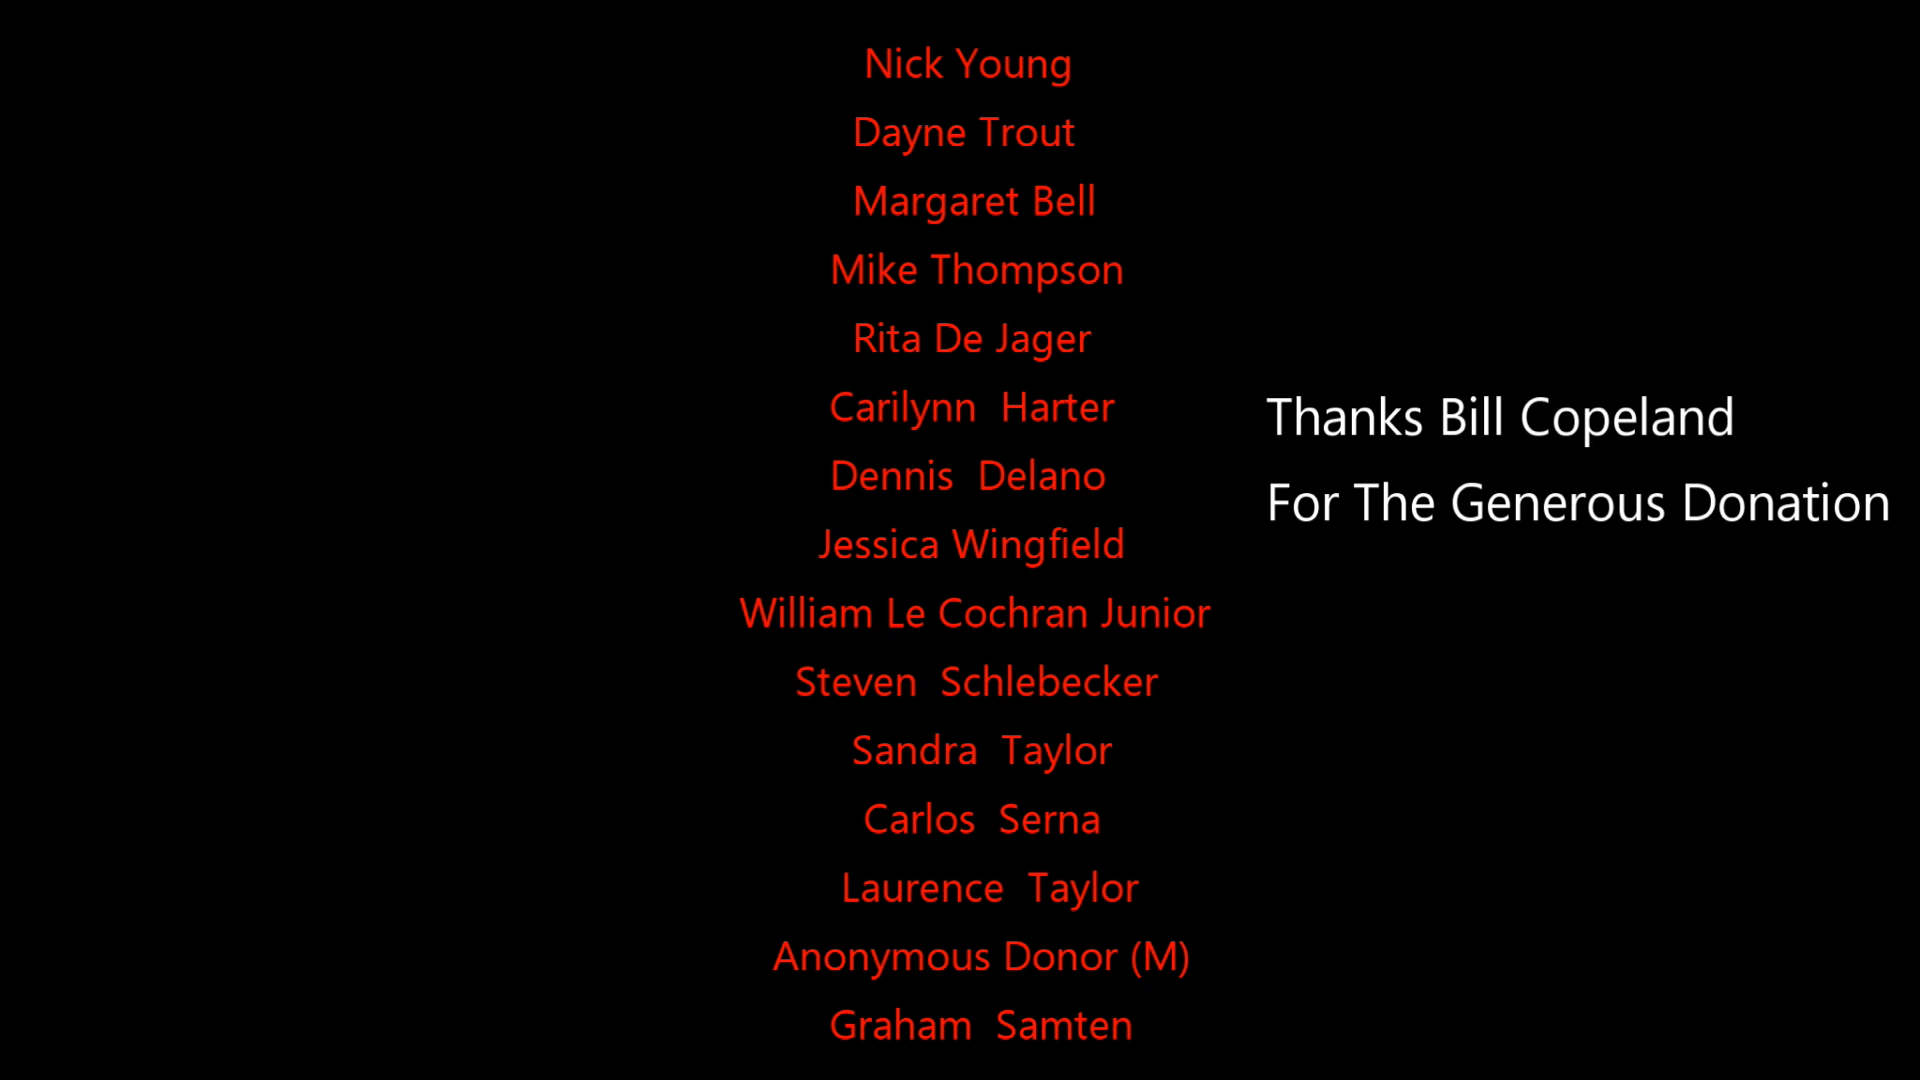 Nick Young
Dayne Trout
Margaret Bell
Mike Thompson
Rita De Jager
Carilynn  Harter
Dennis  Delano
Jessica Wingfield
William Le Cochran Junior
Steven  Schlebecker
Sandra  Taylor
Carlos  Serna
Laurence  Taylor
Anonymous Donor (M)
Graham  Samten
Thanks Bill Copeland
For The Generous Donation